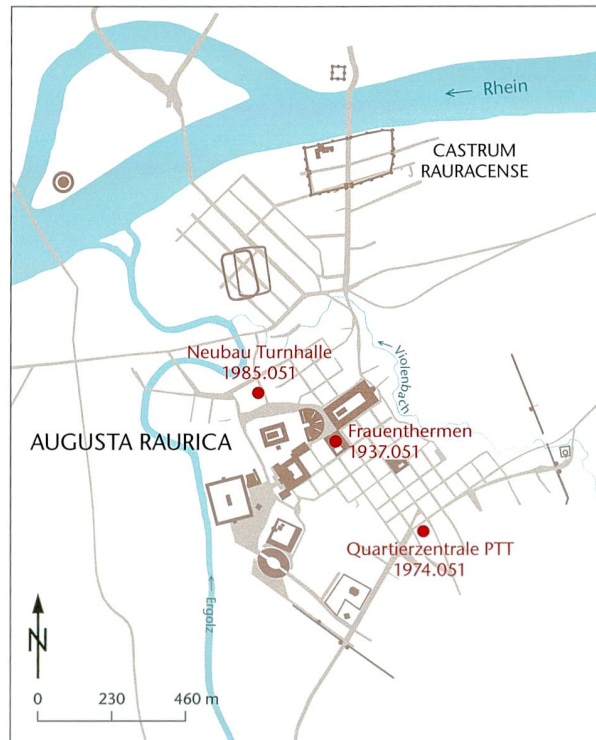 ← Rhein
CASTRUM
RAURACENSE
Neubau Turnhalle
1985.051
← Violenbach
AUGUSTA RAURICA
Frauenthermen
1937.051
Quartierzentrale PTT
1974.051
← Ergolz
N
0 230 460 m